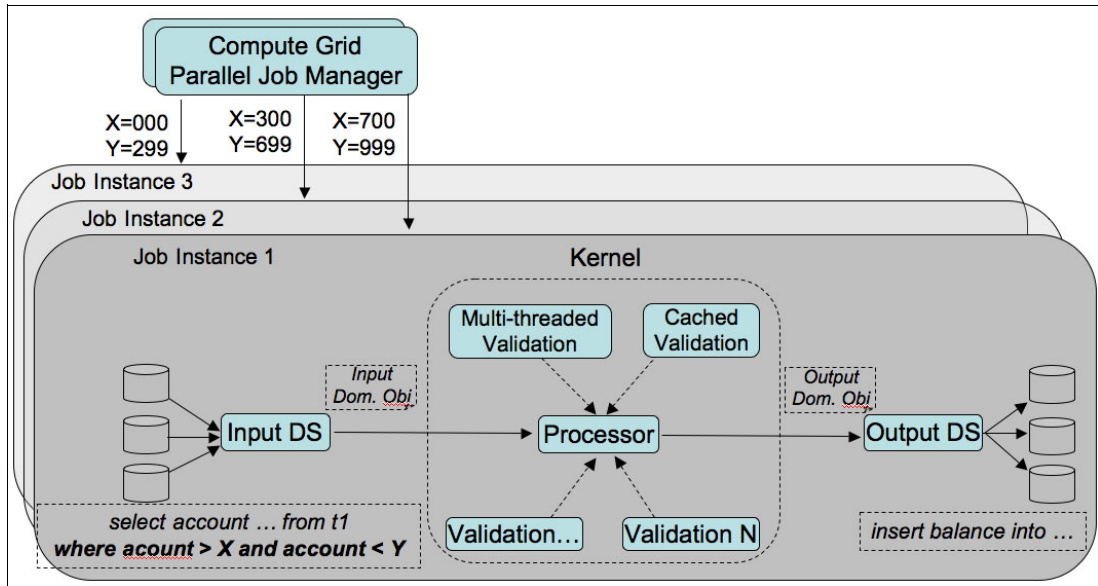 Compute Grid
Parallel Job Manager
X=000
Y=299
X=300
Y=699
X=700
Y=999
Job Instance 3
Job Instance 2
Job Instance 1
Kernel
Multi-threaded
Validation
Cached
Validation
Input
Dom. Obj
Output
Dom. Obj
Input DS
Processor
Output DS
select account … from t1
where acount > X and account < Y
Validation…
Validation N
insert balance into …